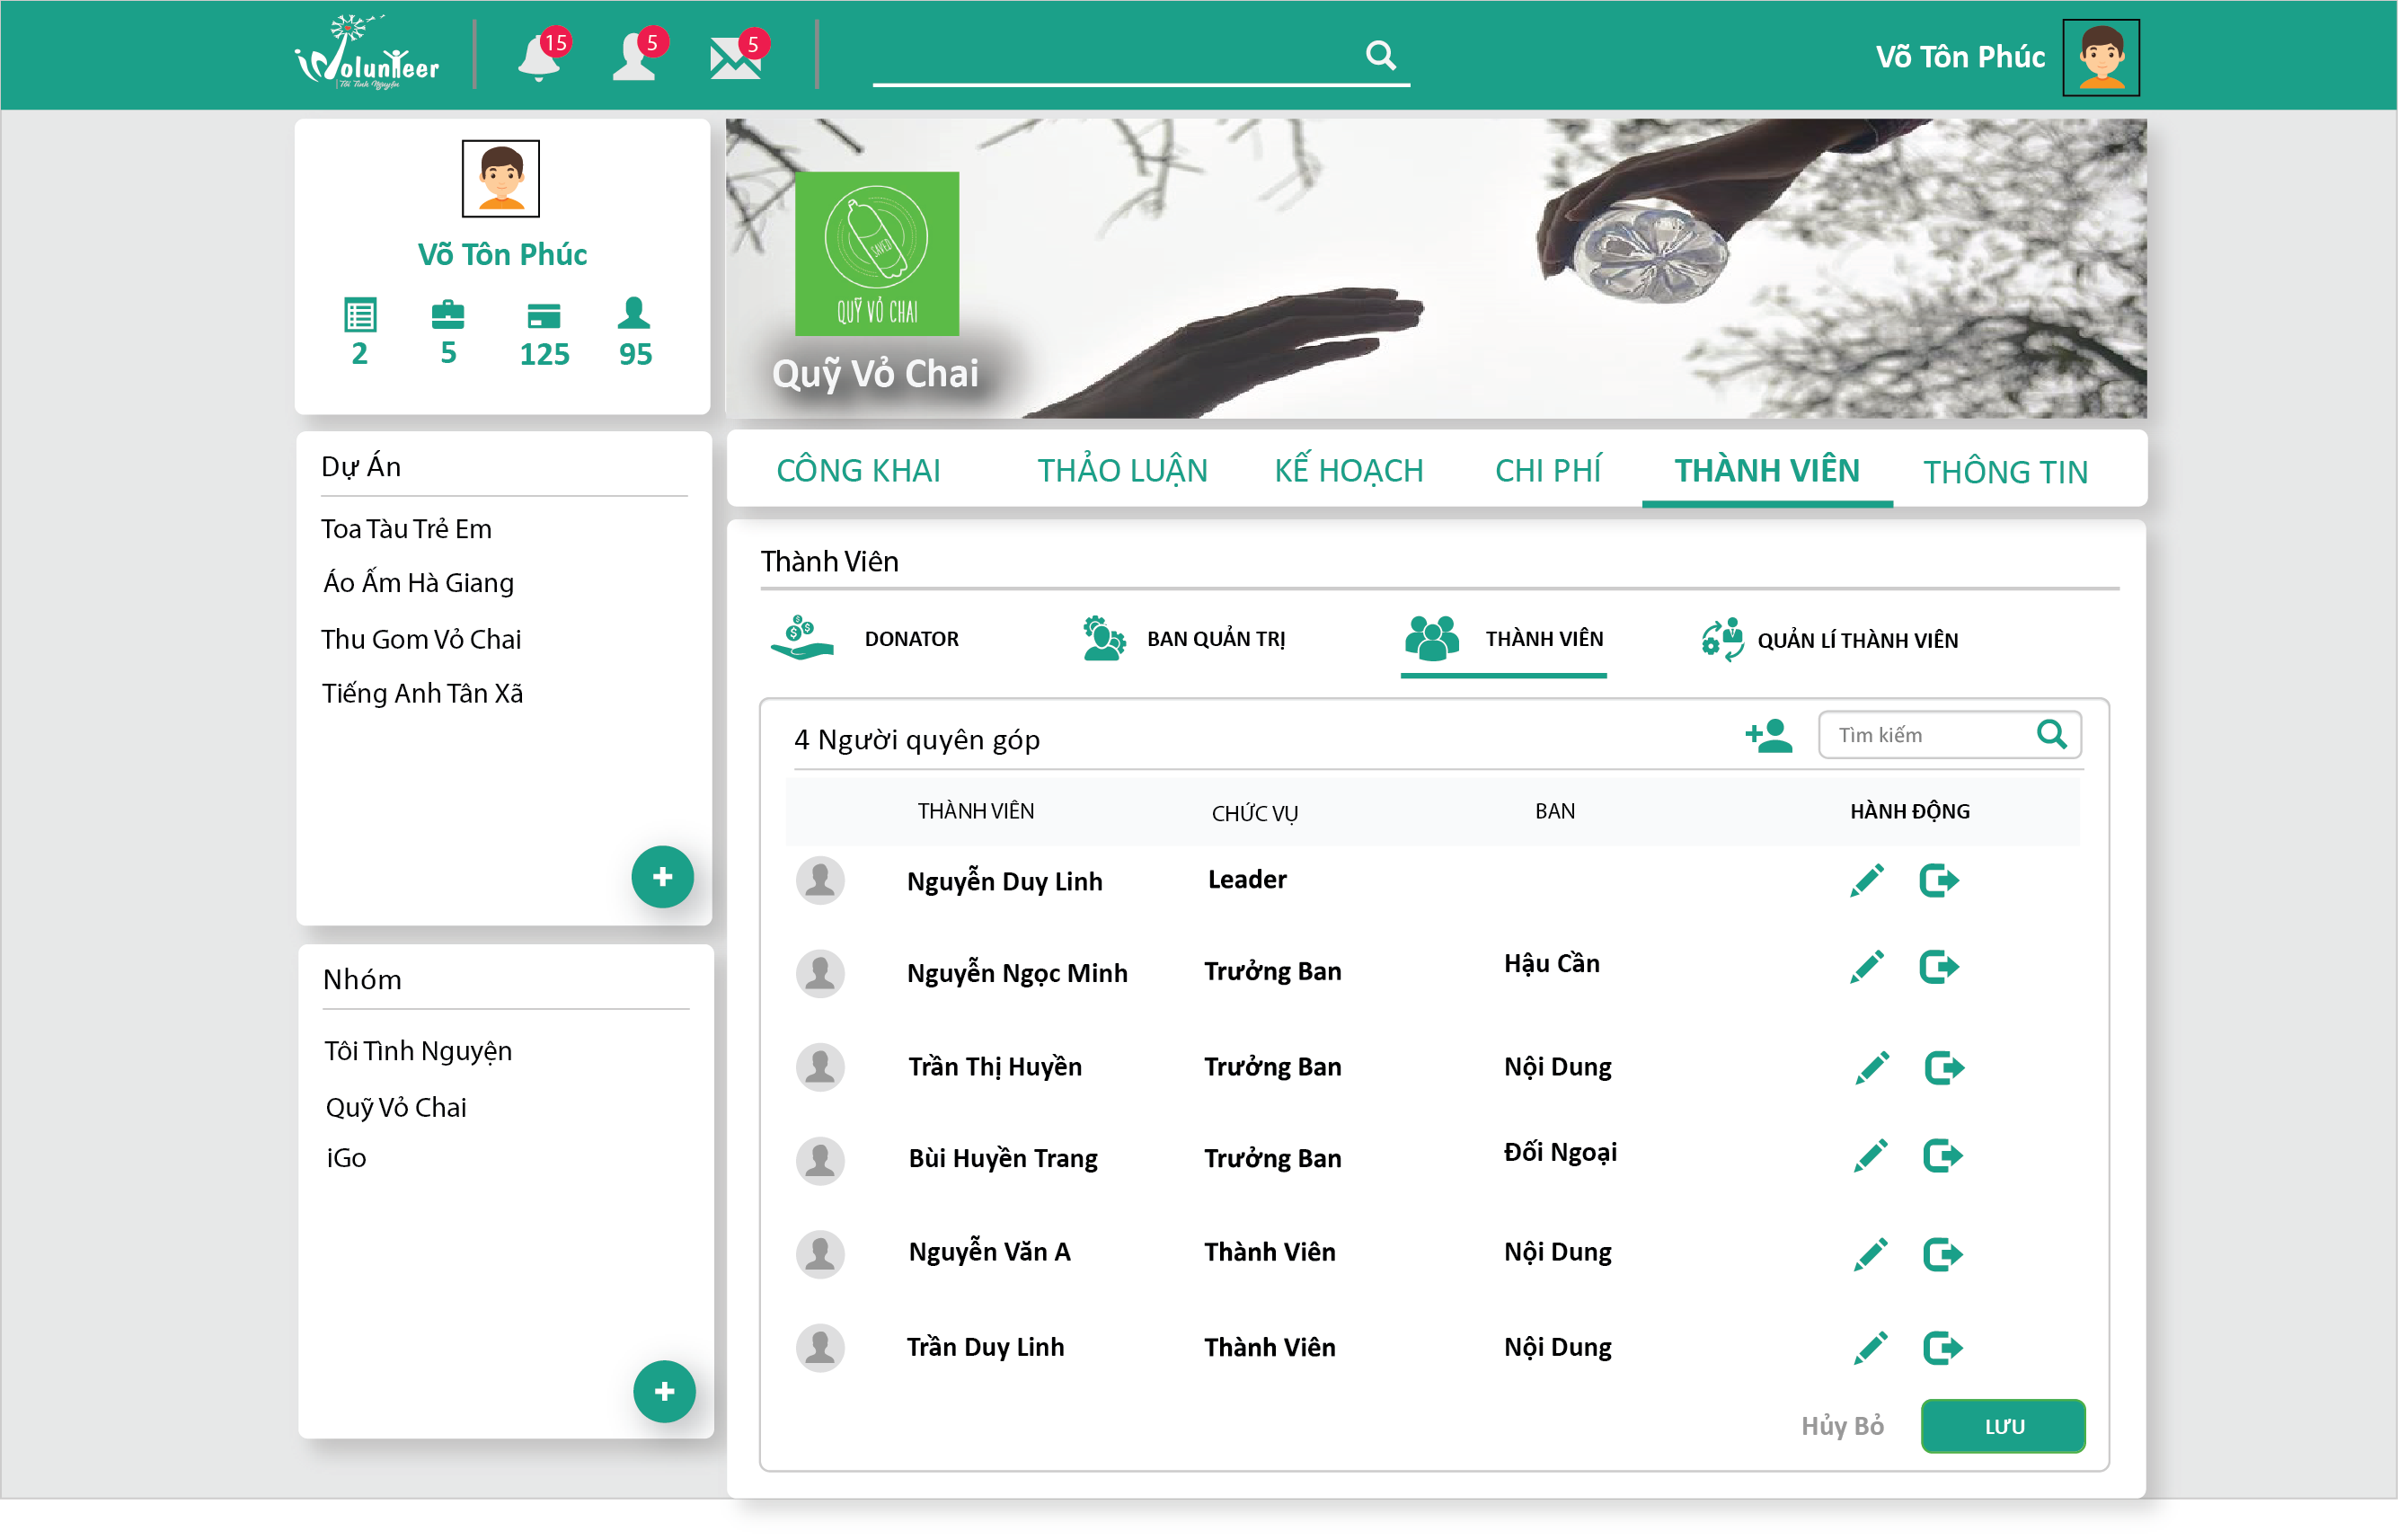 Volunteer
Tôi Tình Nguyện
15
5
5
Võ Tôn Phúc
Võ Tôn Phúc
2
5
125
95
SAVED
QUỸ VỎ CHAI
Quỹ Vỏ Chai
CÔNG KHAI
THẢO LUẬN
KẾ HOẠCH
CHI PHÍ
THÀNH VIÊN
THÔNG TIN
Dự Án
Toa Tàu Trẻ Em
Áo Ấm Hà Giang
Thu Gom Vỏ Chai
Tiếng Anh Tân Xã
Nhóm
Tôi Tình Nguyện
Quỹ Vỏ Chai
iGo
Thành Viên
DONATOR
BAN QUẢN TRỊ
THÀNH VIÊN
QUẢN LÍ THÀNH VIÊN
4 Người quyên góp
Tìm kiếm
THÀNH VIÊN CHỨC VỤ BAN HÀNH ĐỘNG
Nguyễn Duy Linh Leader
Nguyễn Ngọc Minh Trưởng Ban Hậu Cần
Trần Thị Huyền Trưởng Ban Nội Dung
Bùi Huyền Trang Trưởng Ban Đối Ngoại
Nguyễn Văn A Thành Viên Nội Dung
Trần Duy Linh Thành Viên Nội Dung
Hủy Bỏ
LƯU